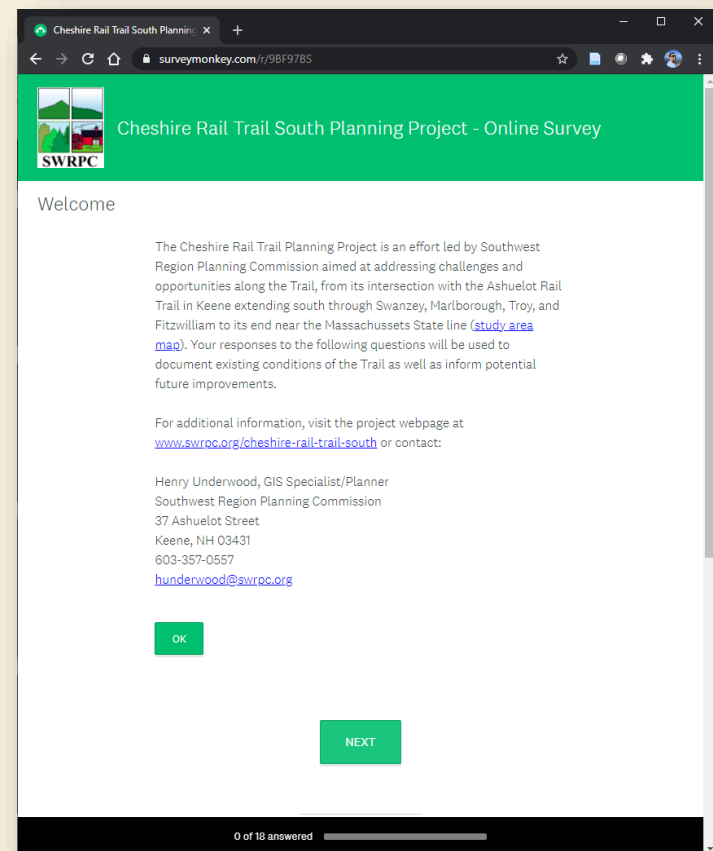 Cheshire Rail Trail South Planning
surveymonkey.com/r/9BF97BS
SWRPC
Cheshire Rail Trail South Planning Project - Online Survey
Welcome
The Cheshire Rail Trail Planning Project is an effort led by Southwest
Region Planning Commission aimed at addressing challenges and
opportunities along the Trail, from its intersection with the Ashuelot Rail
Trail in Keene extending south through Swanzey, Marlborough, Troy, and
Fitzwilliam to its end near the Massachussets State line (study area
map). Your responses to the following questions will be used to
document existing conditions of the Trail as well as inform potential
future improvements.
For additional information, visit the project webpage at
www.swrpc.org/cheshire-rail-trail-south or contact:
Henry Underwood, GIS Specialist/Planner
Southwest Region Planning Commission
37 Ashuelot Street
Keene, NH 03431
603-357-0557
hunderwood@swrpc.org
OK
NEXT
0 of 18 answered